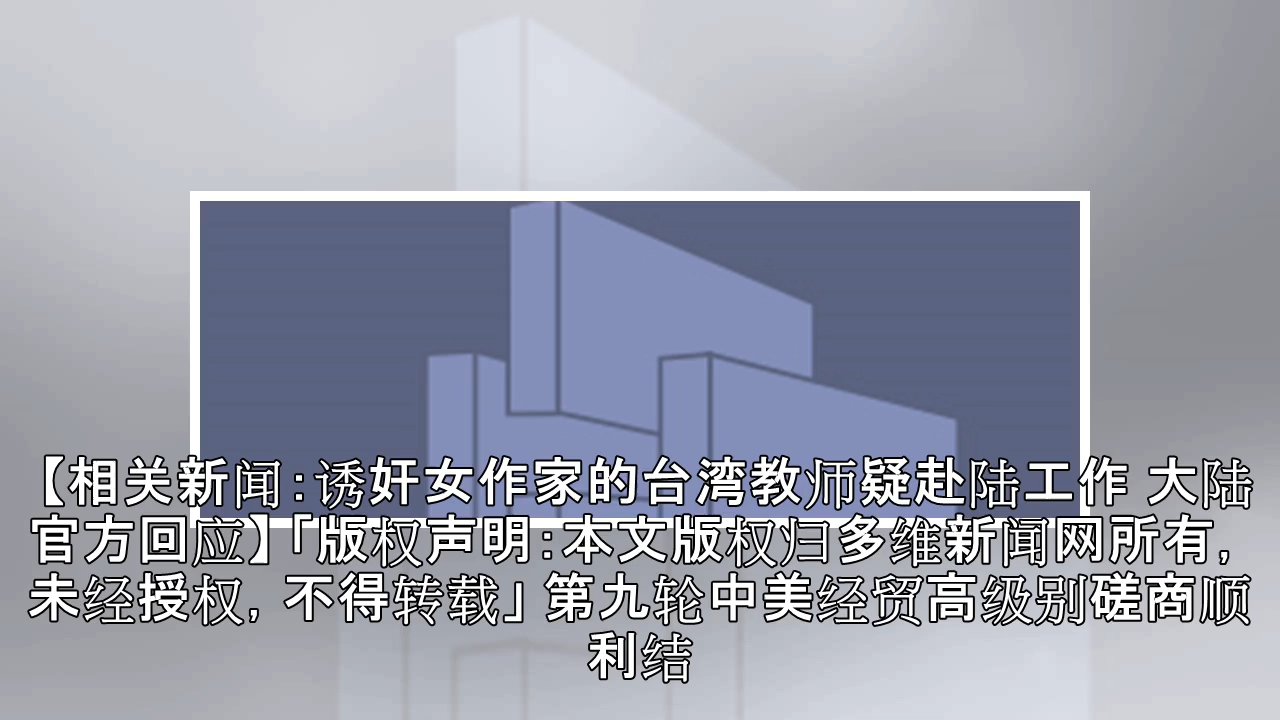 【相关新闻:诱奸女作家的台湾教师疑赴陆工作 大陆
官方回应】「版权声明:本文版权归多维新闻网所有,
未经授权, 不得转载」第九轮中美经贸高级别磋商顺
利结